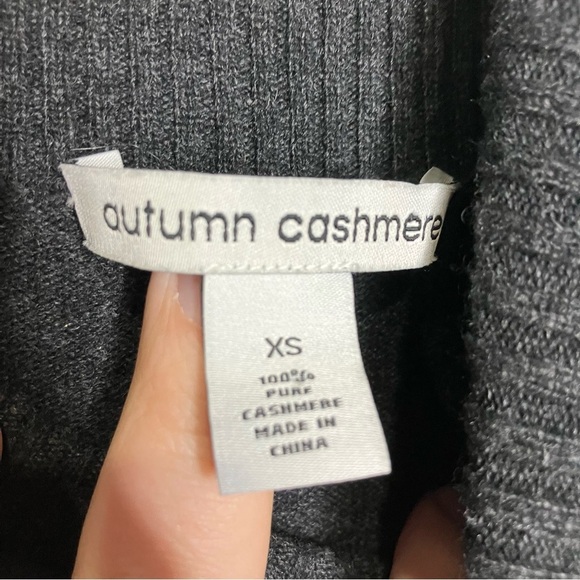 autumn cashmere
XS
100%
PURE
CASHMERE
MADE IN
CHINA